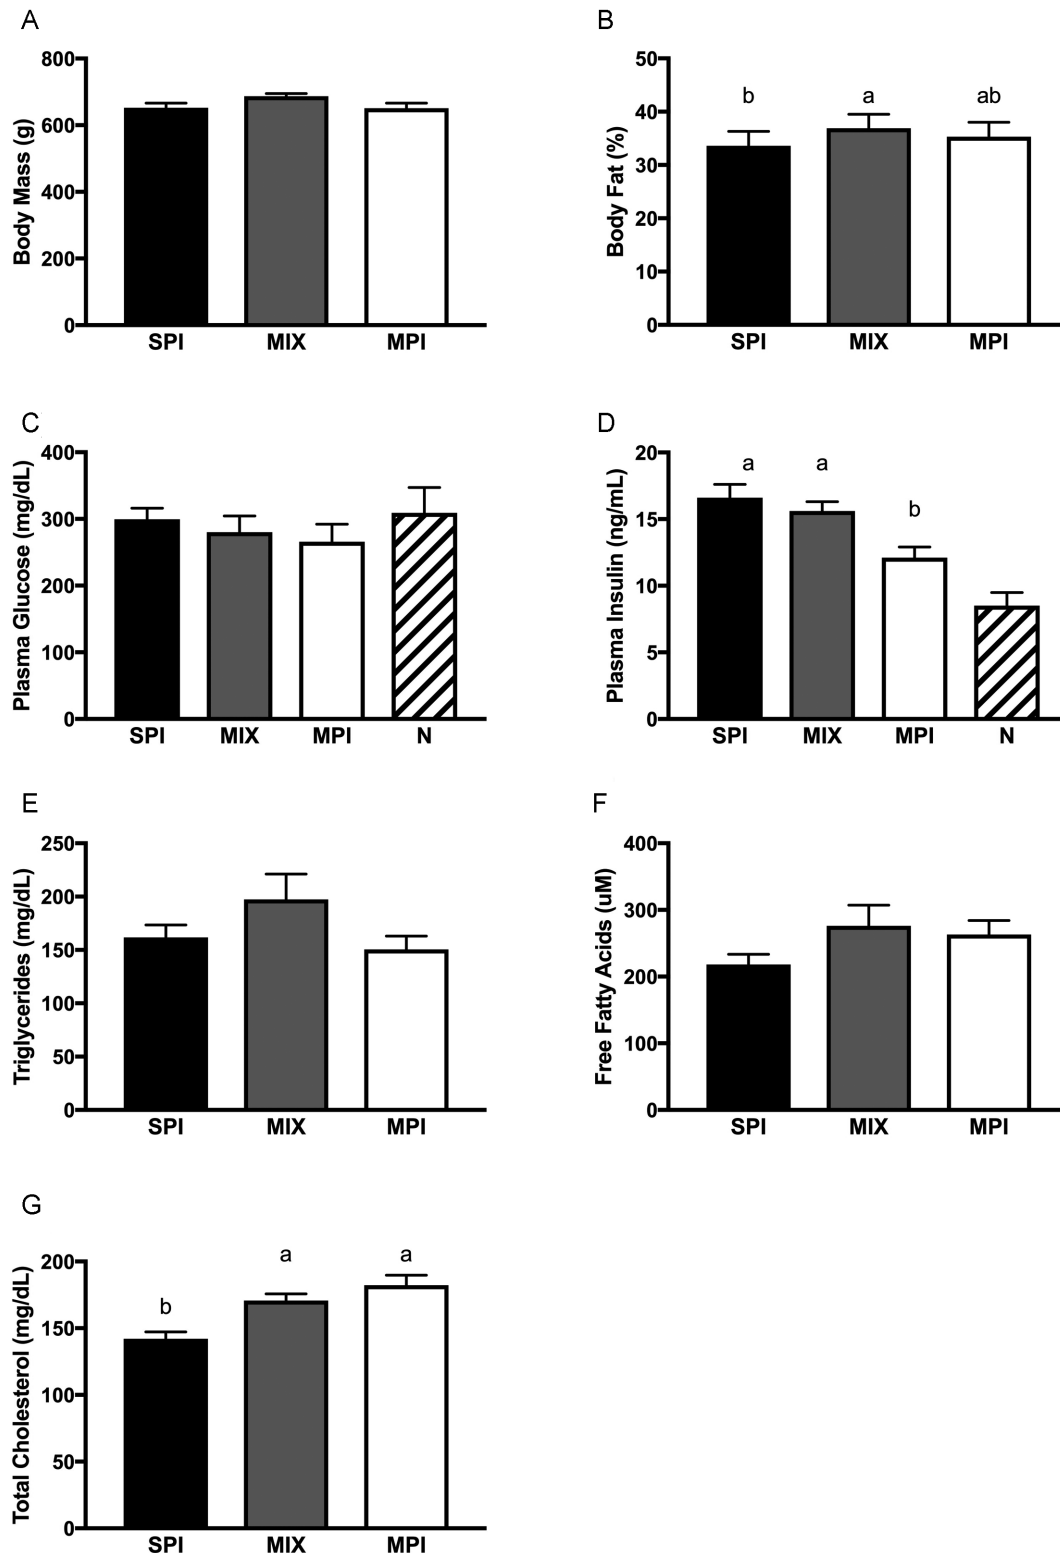 A
Body Mass (g)
800
600
400
200
0
SPI MIX MPI
B
Body Fat (%)
50
40
30
20
10
0
b a ab
SPI MIX MPI
C
Plasma Glucose (mg/dL)
400
300
200
100
0
SPI MIX MPI N
D
Plasma Insulin (ng/mL)
20
15
10
5
0
a a b
SPI MIX MPI N
E
Triglycerides (mg/dL)
250
200
150
100
50
0
SPI MIX MPI
F
Free Fatty Acids (uM)
400
300
200
100
0
SPI MIX MPI
G
Total Cholesterol (mg/dL)
200
150
100
50
0
b a a
SPI MIX MPI